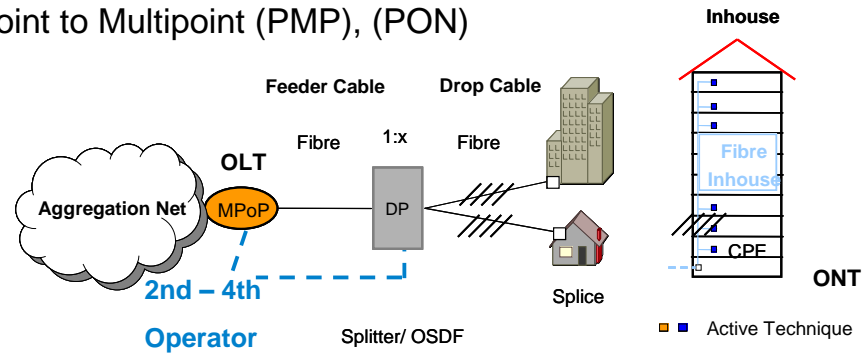 oint to Multipoint (PMP), (PON)
Inhouse
Feeder Cable
Drop Cable
Fibre
1:x
Fibre
OLT
Aggregation Net
MPoP
DP
Fibre
Inhouse
CPE
ONT
2nd – 4th
Operator
Splice
Splitter/ OSDF
Active Technique